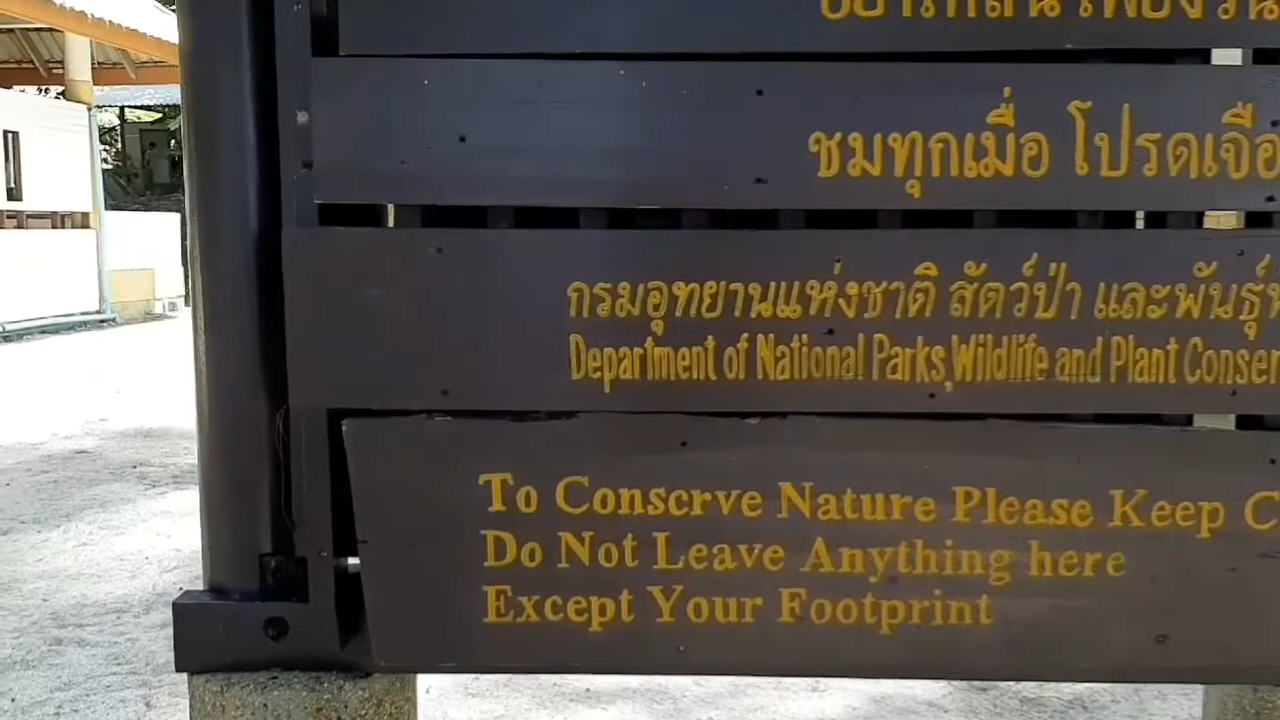 ชมทุกเมื่อ โปรดเจือ
กรมอุทยานแห่งชาติ สัตว์ป่า และพันธุ์
Department of National Parks,Wildlife and Plant Conser
To Conscrve Nature Please Keep C
Do Not Leave Anything here
Except Your Footprint